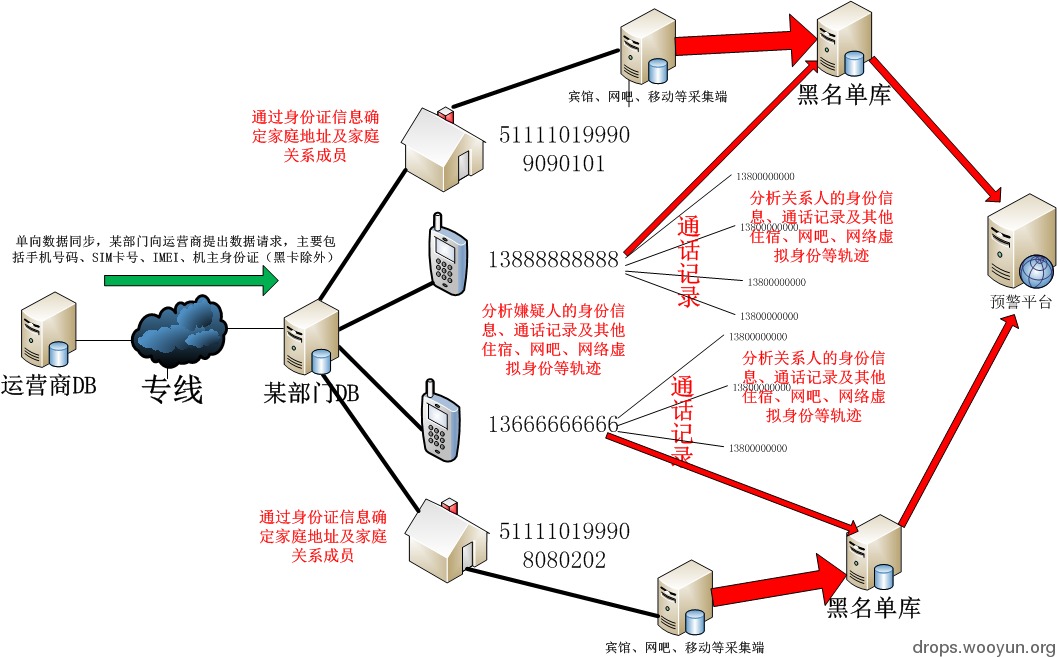 宾馆、网吧、移动等采集端
黑名单库
通过身份证信息确
定家庭地址及家庭
关系成员
51111019990
9090101
单向数据同步，某部门向运营商提出数据请求，主要包
括手机号码、SIM卡号、IMEI、机主身份证（黑卡除外）
13888888888
通话记录
13800000000
13800000000
13800000000
13800000000
分析关系人的身份信
息、通话记录及其他
住宿、网吧、网络虚
拟身份等轨迹
预警平台
分析嫌疑人的身份信
息、通话记录及其他
住宿、网吧、网络虚
拟身份等轨迹
运营商DB
专线
某部门DB
13666666666
通话记录
13800000000
13800000000
13800000000
分析关系人的身份信
息、通话记录及其他
住宿、网吧、网络虚
拟身份等轨迹
通过身份证信息确
定家庭地址及家庭
关系成员
51111019990
8080202
黑名单库
宾馆、网吧、移动等采集端
drops.wooyun.org